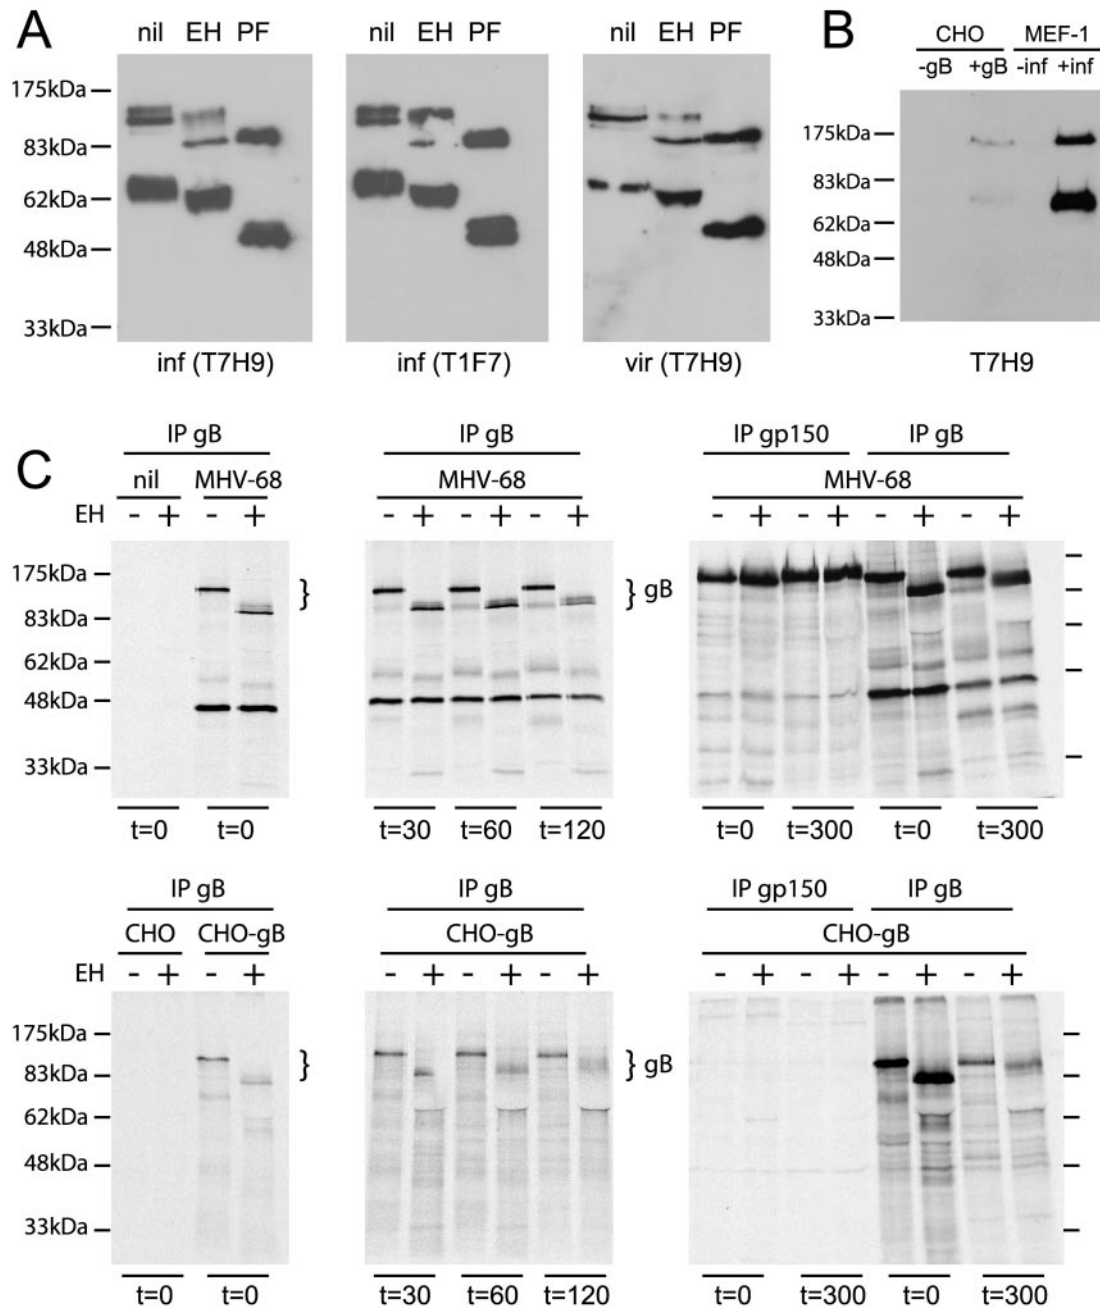 A
nil EH PF
nil EH PF
nil EH PF
175kDa
83kDa
62kDa
48kDa
33kDa
inf (T7H9)
inf (T1F7)
vir (T7H9)
B
CHO MEF-1
-gB +gB -inf +inf
175kDa
83kDa
62kDa
48kDa
33kDa
T7H9
C
IP gB
nil MHV-68
EH - + - +
175kDa
83kDa
62kDa
48kDa
33kDa
}
t=0 t=0
IP gB
MHV-68
- + - + - +
} gB
t=30 t=60 t=120
IP gp150 IP gB
MHV-68
- + - + - + - +
t=0 t=300 t=0 t=300
IP gB
CHO CHO-gB
EH - + - +
175kDa
83kDa
62kDa
48kDa
33kDa
}
t=0 t=0
IP gB
CHO-gB
- + - + - +
} gB
t=30 t=60 t=120
IP gp150 IP gB
CHO-gB
- + - + - + - +
t=0 t=300 t=0 t=300